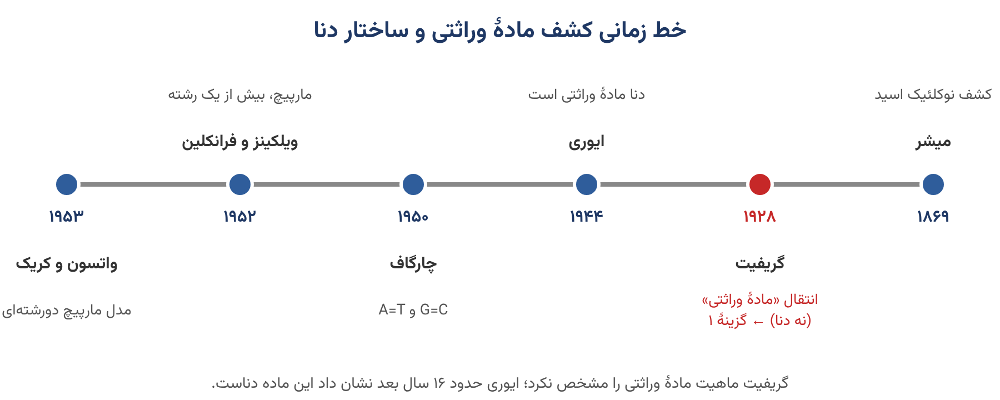 خط زمانی کشف مادهٔ وراثتی و ساختار دنا
کشف نوکلئیک اسید
دنا مادهٔ وراثتی است
مارپیچ، بیش از یک رشته
میشر
ایوری
ویلکینز و فرانکلین
۱۸۶۹
۱۹۲۸
۱۹۴۴
۱۹۵۰
۱۹۵۲
۱۹۵۳
گریفیت
چارگاف
واتسون و کریک
انتقال «مادهٔ وراثتی»
(نه دنا) ← گزینهٔ ۱
A=T و G=C
مدل مارپیچ دورشته‌ای
گریفیت ماهیت مادهٔ وراثتی را مشخص نکرد؛ ایوری حدود ۱۶ سال بعد نشان داد این ماده دناست.